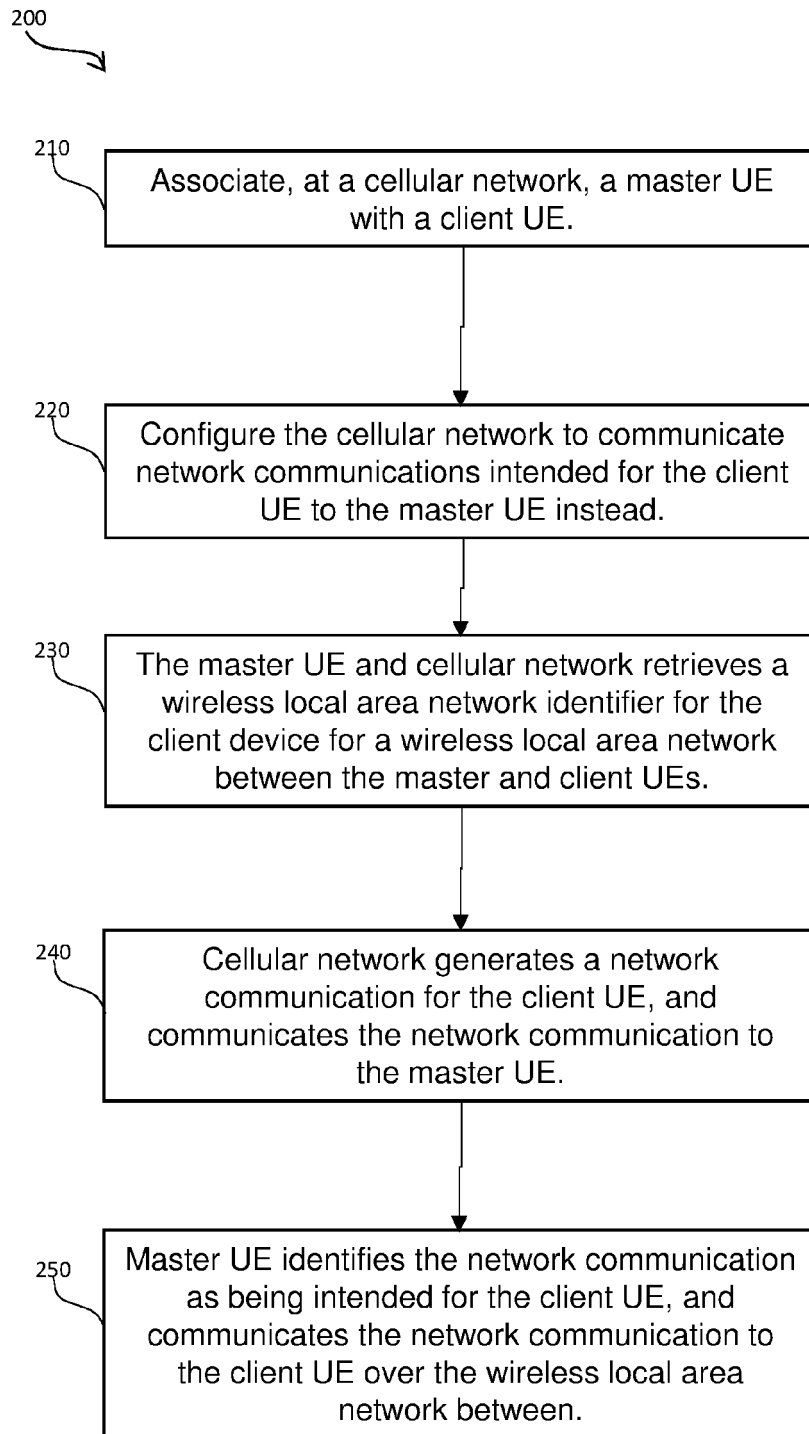 200
210
Associate, at a cellular network, a master UE
with a client UE.
220
Configure the cellular network to communicate
network communications intended for the client
UE to the master UE instead.
230
The master UE and cellular network retrieves a
wireless local area network identifier for the
client device for a wireless local area network
between the master and client UEs.
240
Cellular network generates a network
communication for the client UE, and
communicates the network communication to
the master UE.
250
Master UE identifies the network communication
as being intended for the client UE, and
communicates the network communication to
the client UE over the wireless local area
network between.